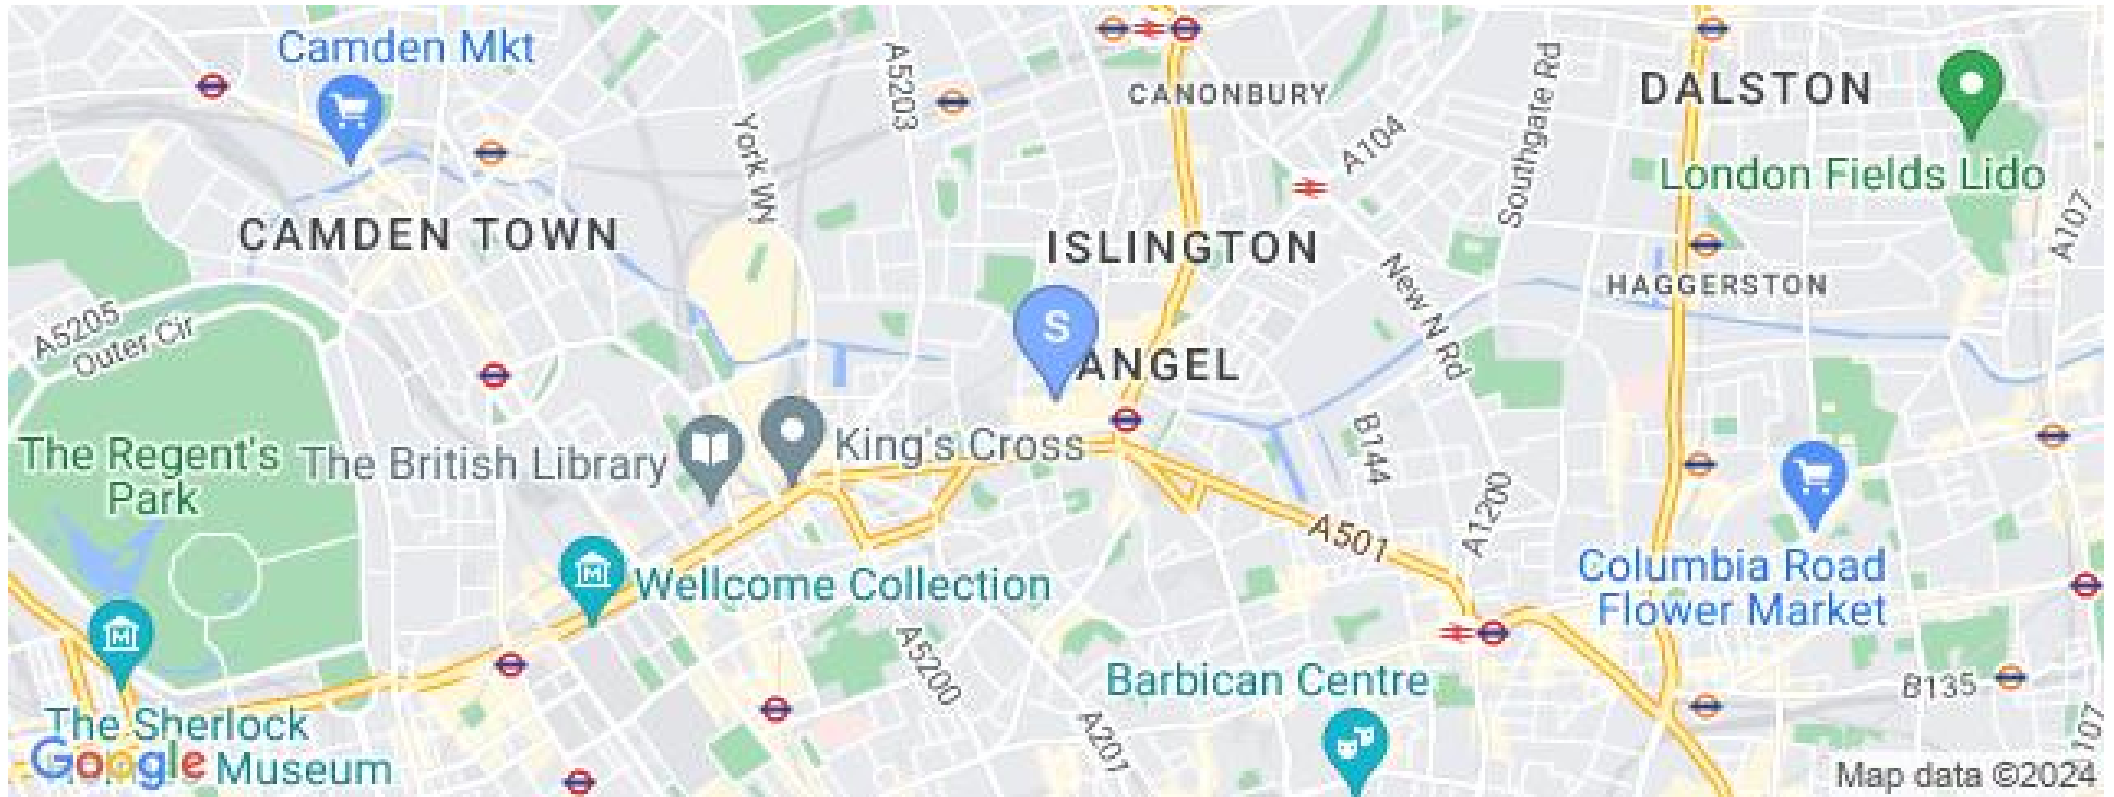 Camden Mkt
A5203
CANONBURY
Southgate Rd
DALSTON
A104
York Wy
London Fields Lido
CAMDEN TOWN
ISLINGTON
A107
HAGGERSTON
A5205
Outer Cir
New N Rd
S
ANGEL
The Regent's
Park
The British Library
King's Cross
B144
A1200
A501
Columbia Road
Flower Market
Wellcome Collection
A5200
Barbican Centre
B135
The Sherlock
Museum
A201
107
Google
Map data ©2024